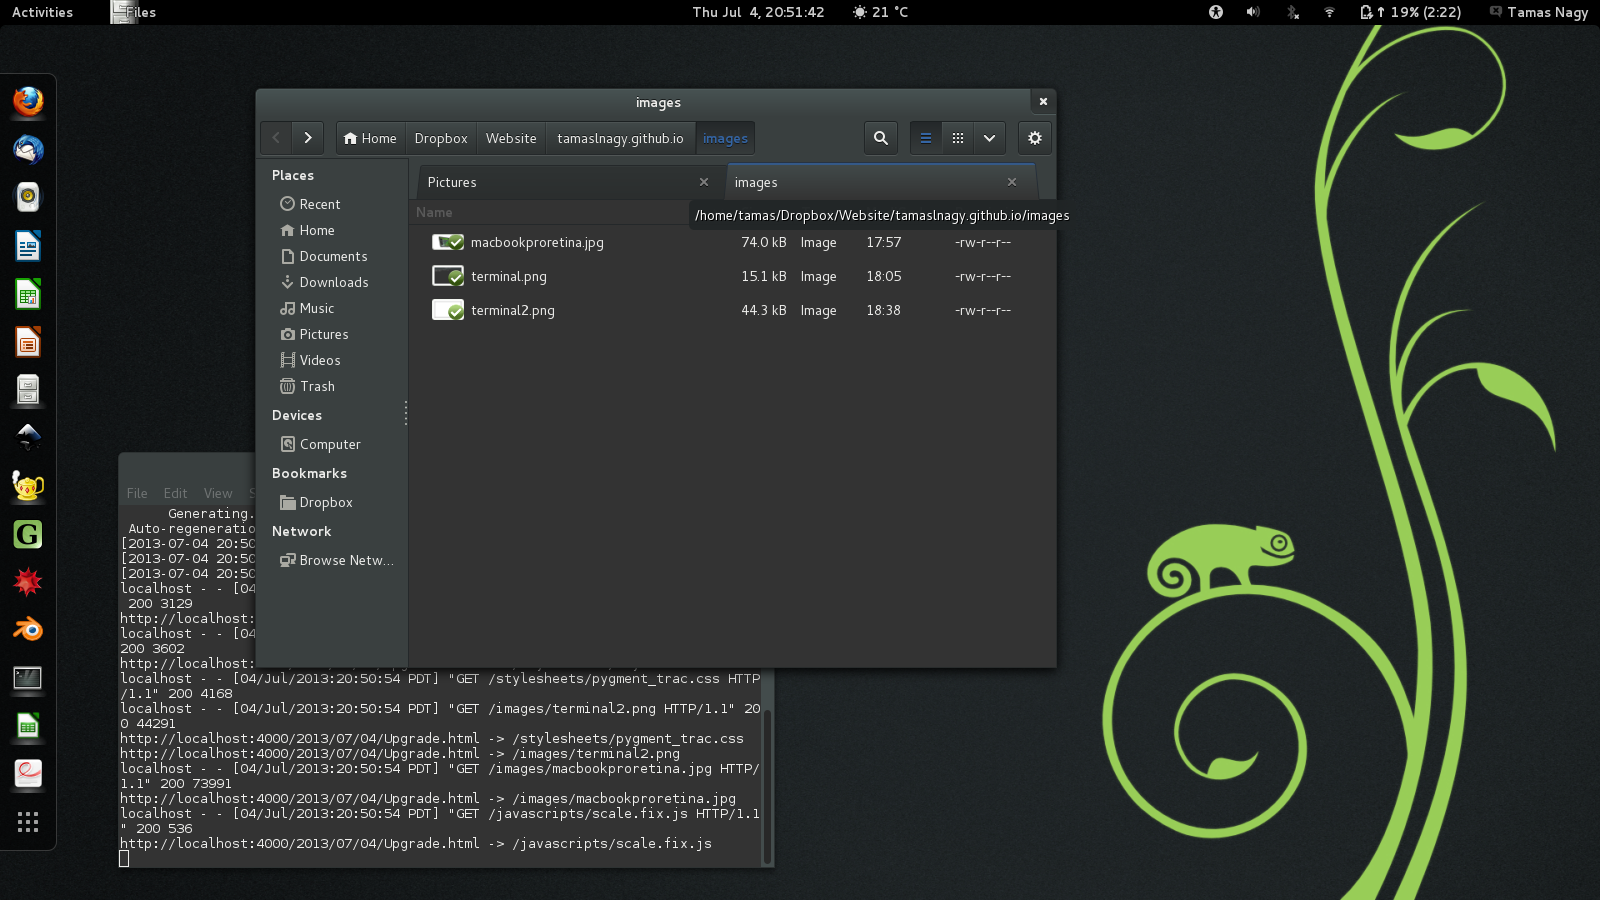 Activities
Files
Thu Jul  4, 20:51:42
21 °C
19% (2:22)
Tamas Nagy
images
Home
Dropbox
Website
tamaslnagy.github.io
images
Places
Recent
Home
Documents
Downloads
Music
Pictures
Videos
Trash
Devices
Computer
Bookmarks
Dropbox
Network
Browse Netw...
Pictures
images
Name
/home/tamas/Dropbox/Website/tamaslnagy.github.io/images
macbookproretina.jpg 74.0 kB Image 17:57 -rw-r--r--
terminal.png 15.1 kB Image 18:05 -rw-r--r--
terminal2.png 44.3 kB Image 18:38 -rw-r--r--
File Edit View S
Generating.
Auto-regeneratio
[2013-07-04 20:50
[2013-07-04 20:50
[2013-07-04 20:50
localhost - - [04
200 3129
http://localhost:
localhost - - [04
200 3602
http://localhost:
localhost - - [04/Jul/2013:20:50:54 PDT] "GET /stylesheets/pygment_trac.css HTTP
/1.1" 200 4168
localhost - - [04/Jul/2013:20:50:54 PDT] "GET /images/terminal2.png HTTP/1.1" 20
0 44291
http://localhost:4000/2013/07/04/Upgrade.html -> /stylesheets/pygment_trac.css
http://localhost:4000/2013/07/04/Upgrade.html -> /images/terminal2.png
localhost - - [04/Jul/2013:20:50:54 PDT] "GET /images/macbookproretina.jpg HTTP/
1.1" 200 73991
http://localhost:4000/2013/07/04/Upgrade.html -> /images/macbookproretina.jpg
localhost - - [04/Jul/2013:20:50:54 PDT] "GET /javascripts/scale.fix.js HTTP/1.1
" 200 536
http://localhost:4000/2013/07/04/Upgrade.html -> /javascripts/scale.fix.js